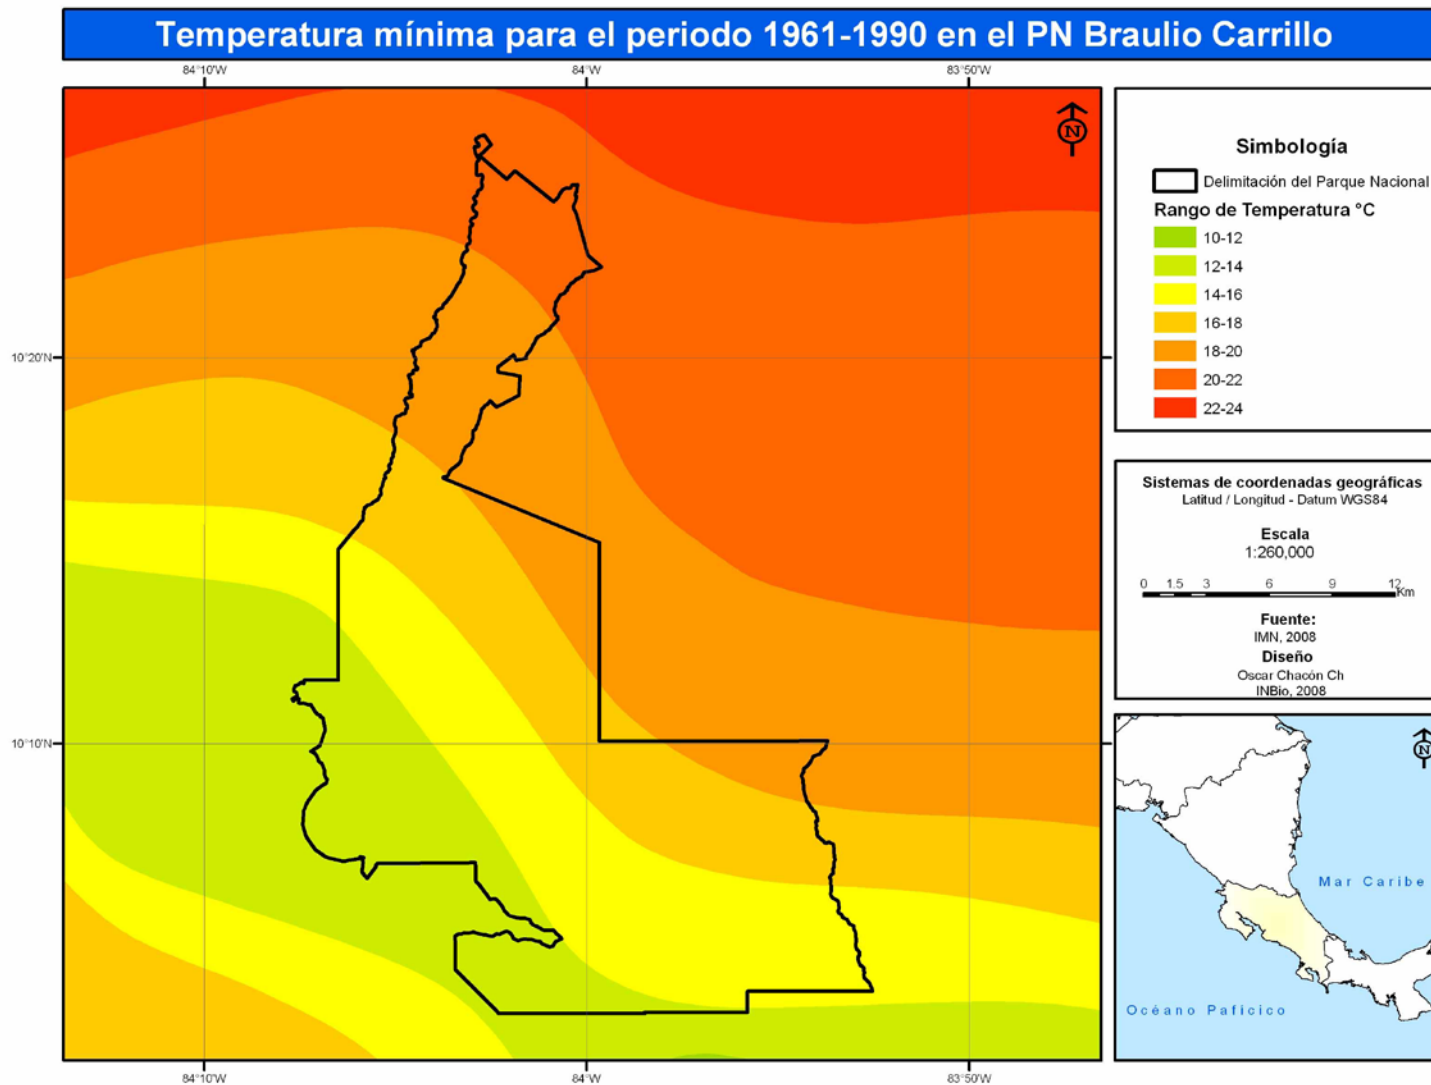 Temperatura mínima para el periodo 1961-1990 en el PN Braulio Carrillo
84°10'W
84°W
83°50'W
10°20'N
10°10'N
84°10'W
84°W
83°50'W
N
Simbología
Delimitación del Parque Nacional
Rango de Temperatura °C
10-12
12-14
14-16
16-18
18-20
20-22
22-24
Sistemas de coordenadas geográficas
Latitud / Longitud - Datum WGS84
Escala
1:260,000
0 1.5 3 6 9 12
Km
Fuente:
IMN, 2008
Diseño
Oscar Chacón Ch
INBio, 2008
N
Mar Caribe
Océano Pafícico